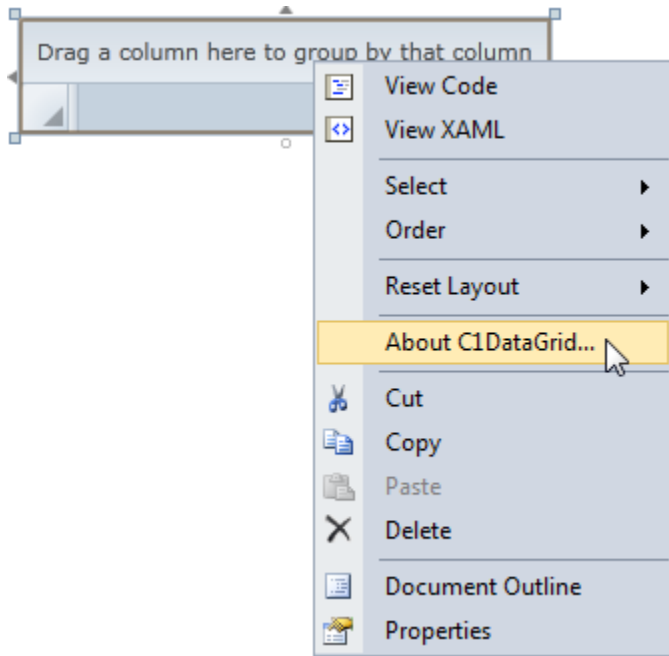 Drag a column here to group by that column
View Code
View XAML
Select
Order
Reset Layout
About C1DataGrid...
Cut
Copy
Paste
Delete
Document Outline
Properties